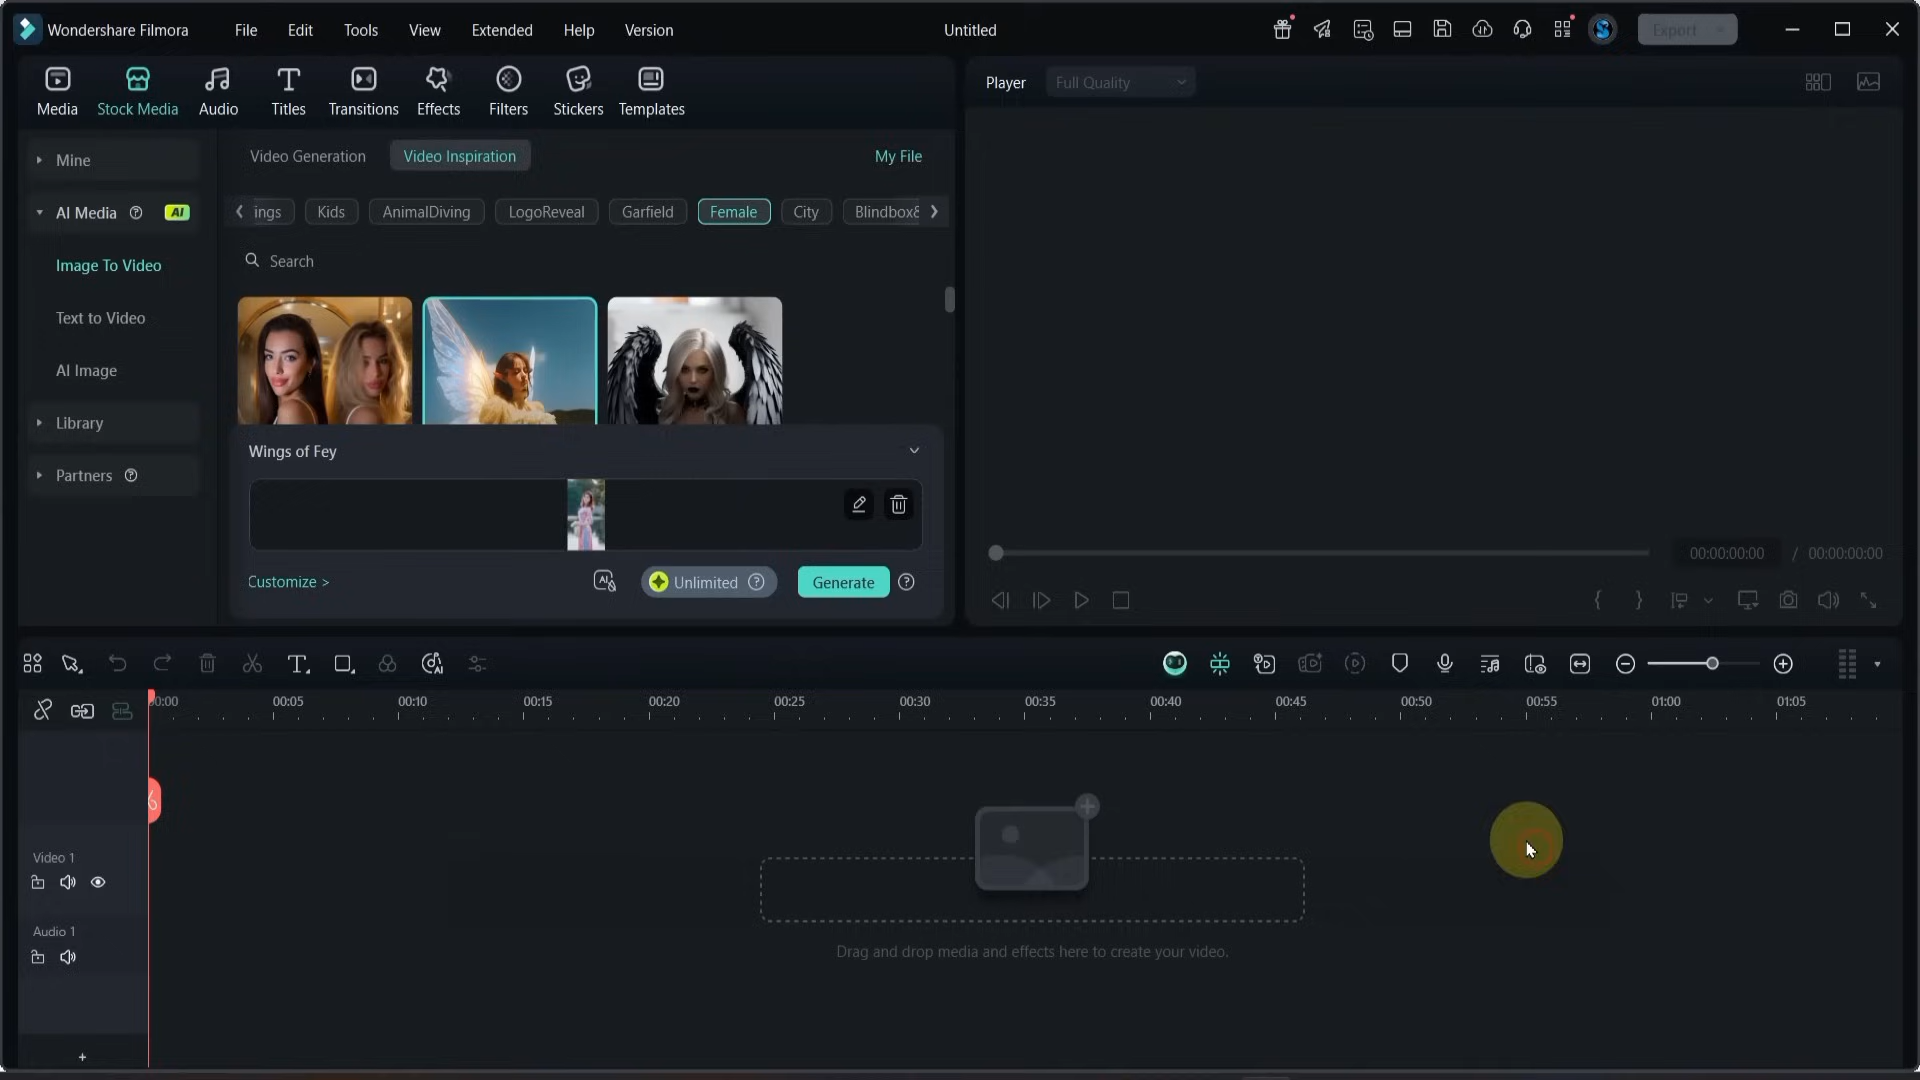 Wondershare Filmora File Edit Tools View Extended Help Version Untitled Export
Media Stock Media Audio Titles Transitions Effects Filters Stickers Templates
Player Full Quality
Mine
AI Media AI
Image To Video
Text to Video
AI Image
Library
Partners
Video Generation Video Inspiration My File
ings Kids AnimalDiving LogoReveal Garfield Female City Blindbox&
Search
Wings of Fey
Customize > AI Unlimited Generate
00:00:00:00 / 00:00:00:00
00:00 00:05 00:10 00:15 00:20 00:25 00:30 00:35 00:40 00:45 00:50 00:55 01:00 01:05
Video 1
Audio 1
Drag and drop media and effects here to create your video.